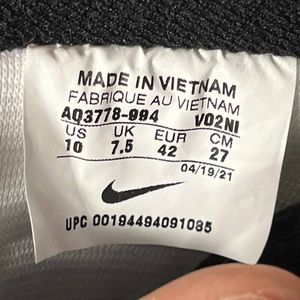 MADE IN VIETNAM
FABRIQUE AU VIETNAM
AQ3778-994 VO2NI
US UK EUR CM
10 7.5 42 27
04/19/21
UPC 00194494091085